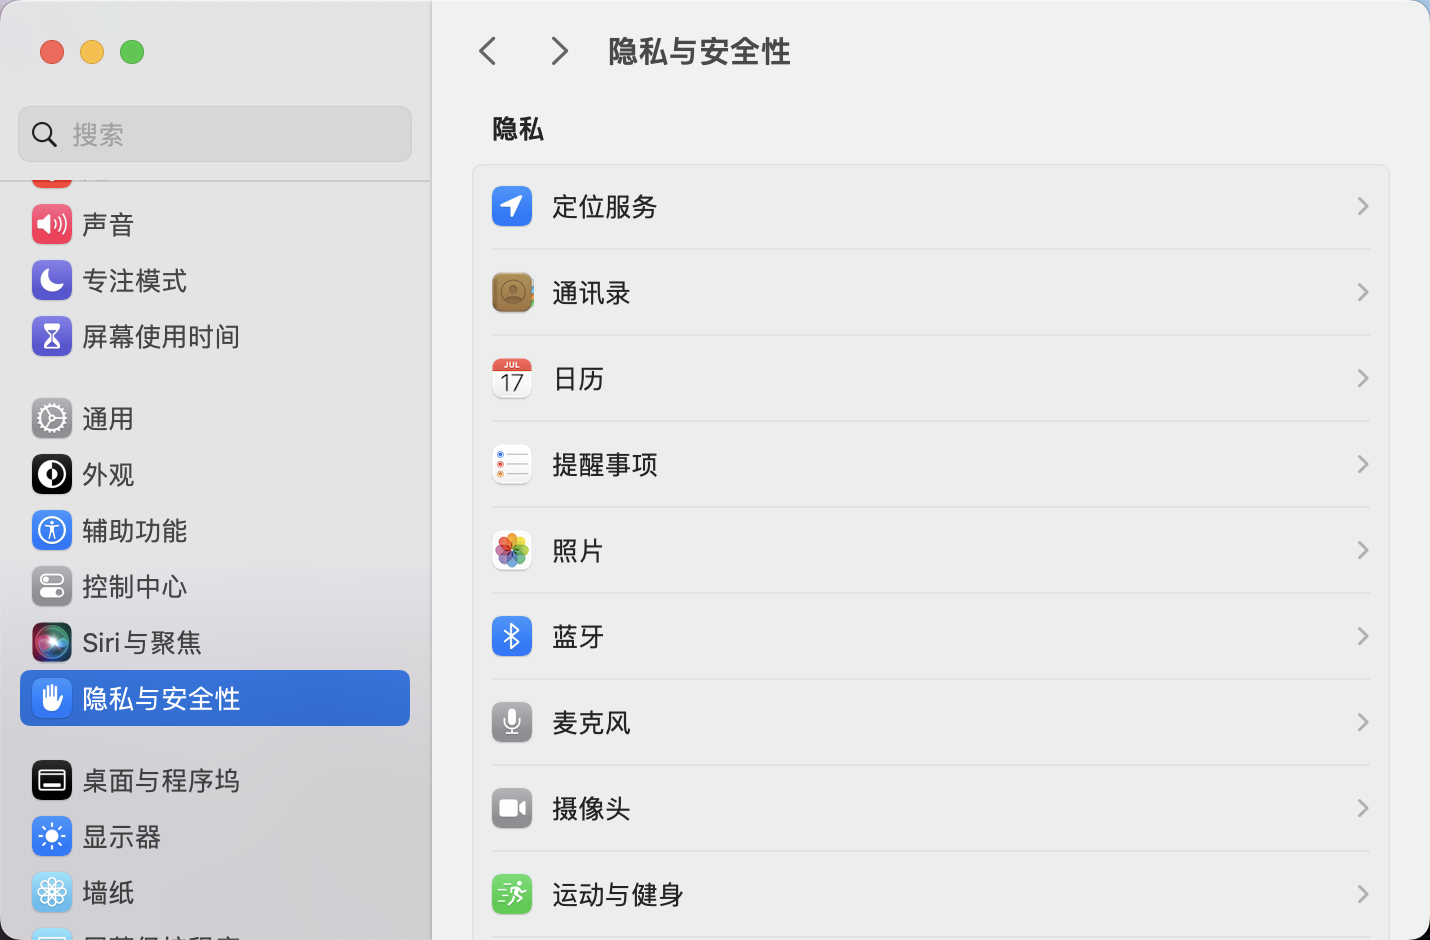 隐私与安全性
搜索
声音
专注模式
屏幕使用时间
通用
外观
辅助功能
控制中心
Siri与聚焦
隐私与安全性
桌面与程序坞
显示器
墙纸
隐私
定位服务
通讯录
JUL
17
日历
提醒事项
照片
蓝牙
麦克风
摄像头
运动与健身